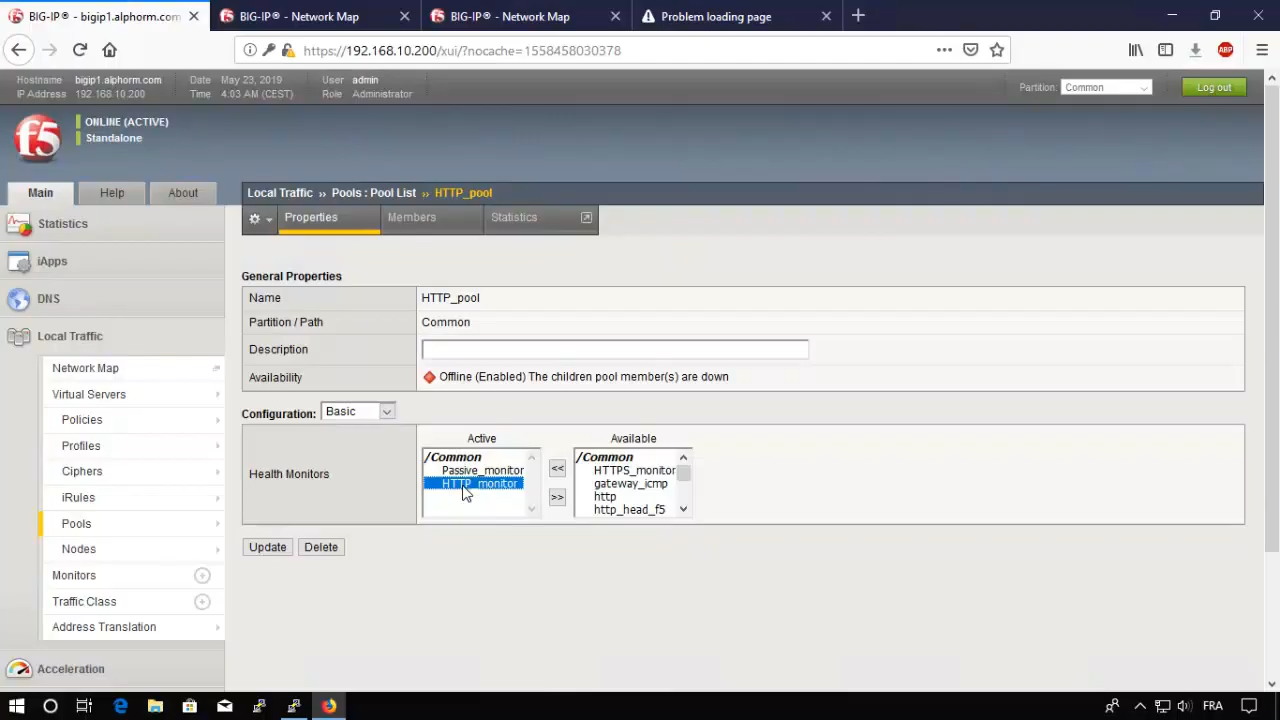 BIG-IP® - bigip1.alphorm.com
BIG-IP® - Network Map
BIG-IP® - Network Map
Problem loading page
https://192.168.10.200/xui/?nocache=1558458030378
ABP
Hostname bigip1.alphorm.com
IP Address 192.168.10.200
Date May 23, 2019
Time 4:03 AM (CEST)
User admin
Role Administrator
Partition: Common
Log out
f5
ONLINE (ACTIVE)
Standalone
Main
Help
About
Local Traffic ›› Pools : Pool List ›› HTTP_pool
Properties
Members
Statistics
Statistics
iApps
DNS
Local Traffic
Network Map
Virtual Servers
Policies
Profiles
Ciphers
iRules
Pools
Nodes
Monitors
Traffic Class
Address Translation
Acceleration
General Properties
Name HTTP_pool
Partition / Path Common
Description
Availability Offline (Enabled) The children pool member(s) are down
Configuration: Basic
Health Monitors
Active
/Common
Passive_monitor
HTTP_monitor
<<
>>
Available
/Common
HTTPS_monitor
gateway_icmp
http
http_head_f5
Update
Delete
FRA